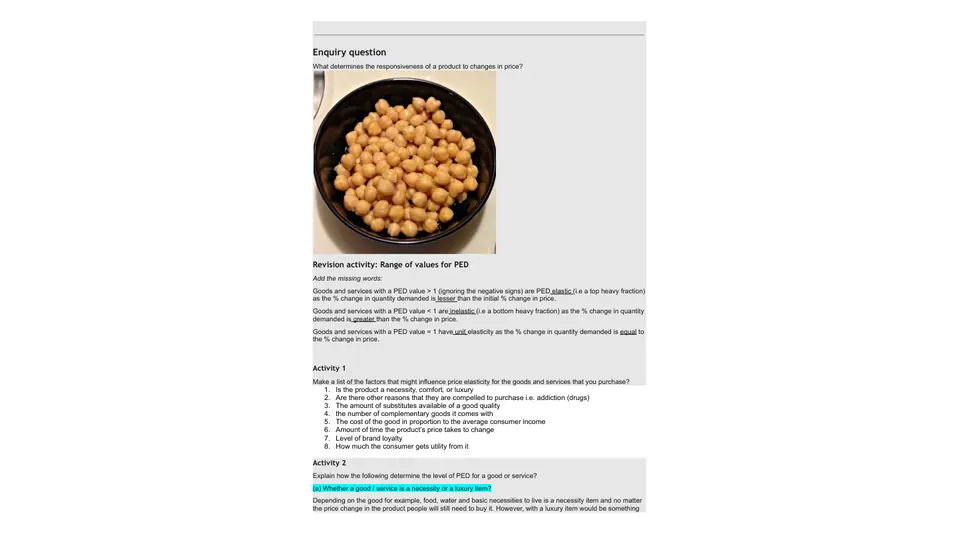 Enquiry question
What determines the responsiveness of a product to changes in price?
Revision activity: Range of values for PED
Add the missing words:
Goods and services with a PED value > 1 (ignoring the negative signs) are PED elastic (i.e a top heavy fraction)
as the % change in quantity demanded is lesser than the initial % change in price.
Goods and services with a PED value < 1 are inelastic (i.e a bottom heavy fraction) as the % change in quantity
demanded is greater than the % change in price.
Goods and services with a PED value = 1 have unit elasticity as the % change in quantity demanded is equal to
the % change in price.
Activity 1
Make a list of the factors that might influence price elasticity for the goods and services that you purchase?
1. Is the product a necessity, comfort, or luxury
2. Are there other reasons that they are compelled to purchase i.e. addiction (drugs)
3. The amount of substitutes available of a good quality
4. the number of complementary goods it comes with
5. The cost of the good in proportion to the average consumer income
6. Amount of time the product's price takes to change
7. Level of brand loyalty
8. How much the consumer gets utility from it
Activity 2
Explain how the following determine the level of PED for a good or service?
(a) Whether a good / service is a necessity or a luxury item?
Depending on the good for example, food, water and basic necessities to live is a necessity item and no matter
the price change in the product people will still need to buy it. However, with a luxury item would be something